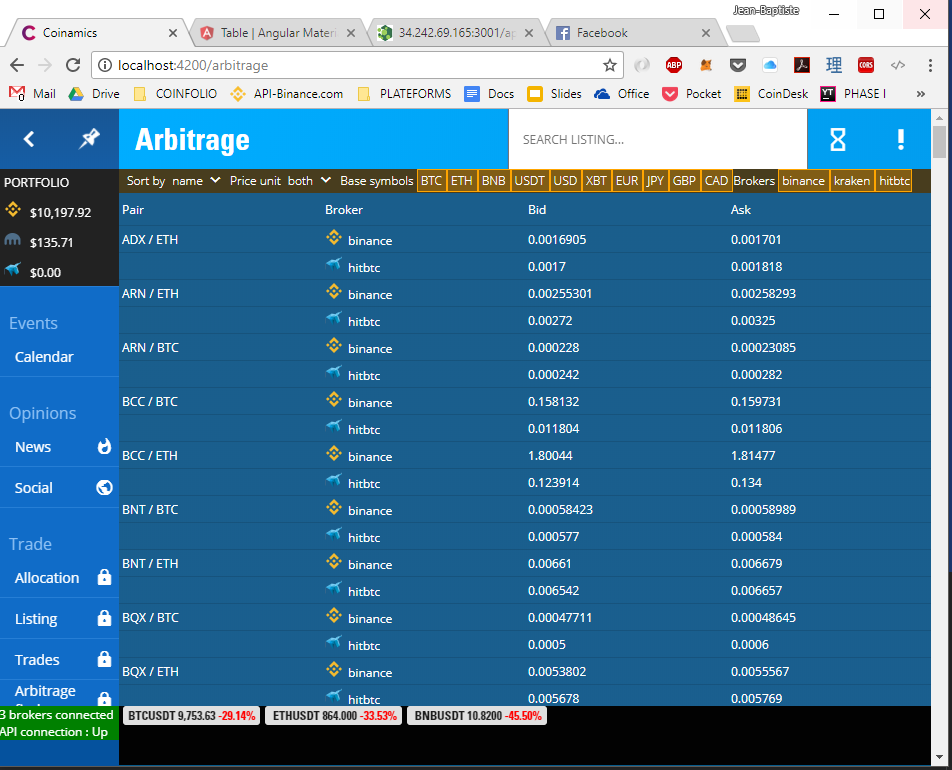 Jean-Baptiste
Coinamics
Table | Angular Mater
34.242.69.165:3001/ap
Facebook
localhost:4200/arbitrage
ABP
CORS
理
Mail
Drive
COINFOLIO
API-Binance.com
PLATEFORMS
Docs
Slides
Office
Pocket
CoinDesk
YT
PHASE I
»
Arbitrage
SEARCH LISTING...
PORTFOLIO
$10,197.92
$135.71
$0.00
Events
Calendar
Opinions
News
Social
Trade
Allocation
Listing
Trades
Arbitrage
3 brokers connected
API connection : Up
Sort by name Price unit both Base symbols BTC ETH BNB USDT USD XBT EUR JPY GBP CAD Brokers binance kraken hitbtc
Pair Broker Bid Ask
ADX / ETH binance 0.0016905 0.001701
hitbtc 0.0017 0.001818
ARN / ETH binance 0.00255301 0.00258293
hitbtc 0.00272 0.00325
ARN / BTC binance 0.000228 0.00023085
hitbtc 0.000242 0.000282
BCC / BTC binance 0.158132 0.159731
hitbtc 0.011804 0.011806
BCC / ETH binance 1.80044 1.81477
hitbtc 0.123914 0.134
BNT / BTC binance 0.00058423 0.00058989
hitbtc 0.000577 0.000584
BNT / ETH binance 0.00661 0.006679
hitbtc 0.006542 0.006657
BQX / BTC binance 0.00047711 0.00048645
hitbtc 0.0005 0.0006
BQX / ETH binance 0.0053802 0.0055567
hitbtc 0.005678 0.005769
BTCUSDT 9,753.63 -29.14%
ETHUSDT 864.000 -33.53%
BNBUSDT 10.8200 -45.50%